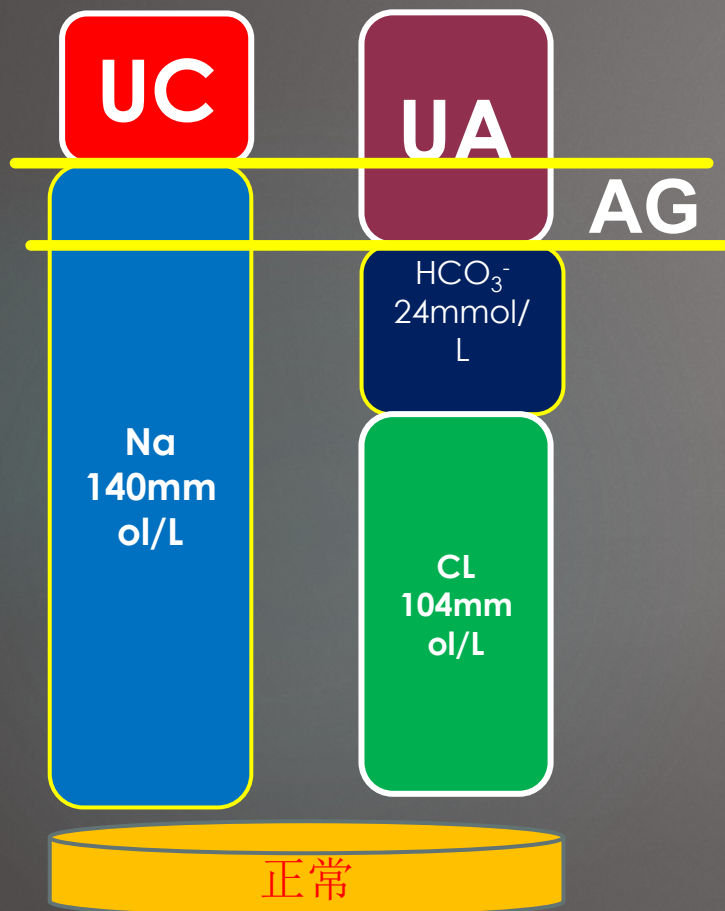 UC
UA
AG
HCO₃⁻
24mmol/
L
Na
140mm
ol/L
CL
104mm
ol/L
正常